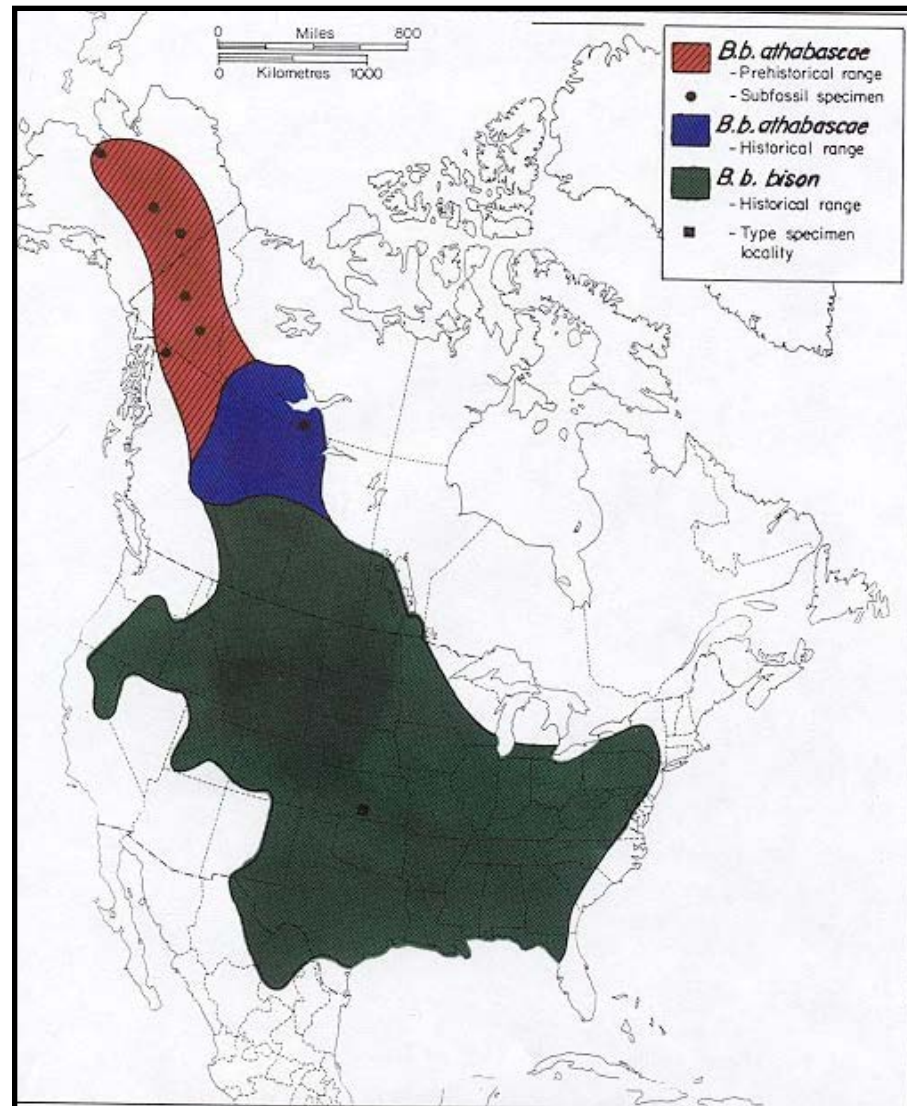 0 Miles 800
0 Kilometres 1000
B.b. athabascae
- Prehistorical range
- Subfossil specimen
B.b. athabascae
- Historical range
B. b. bison
- Historical range
- Type specimen
locality